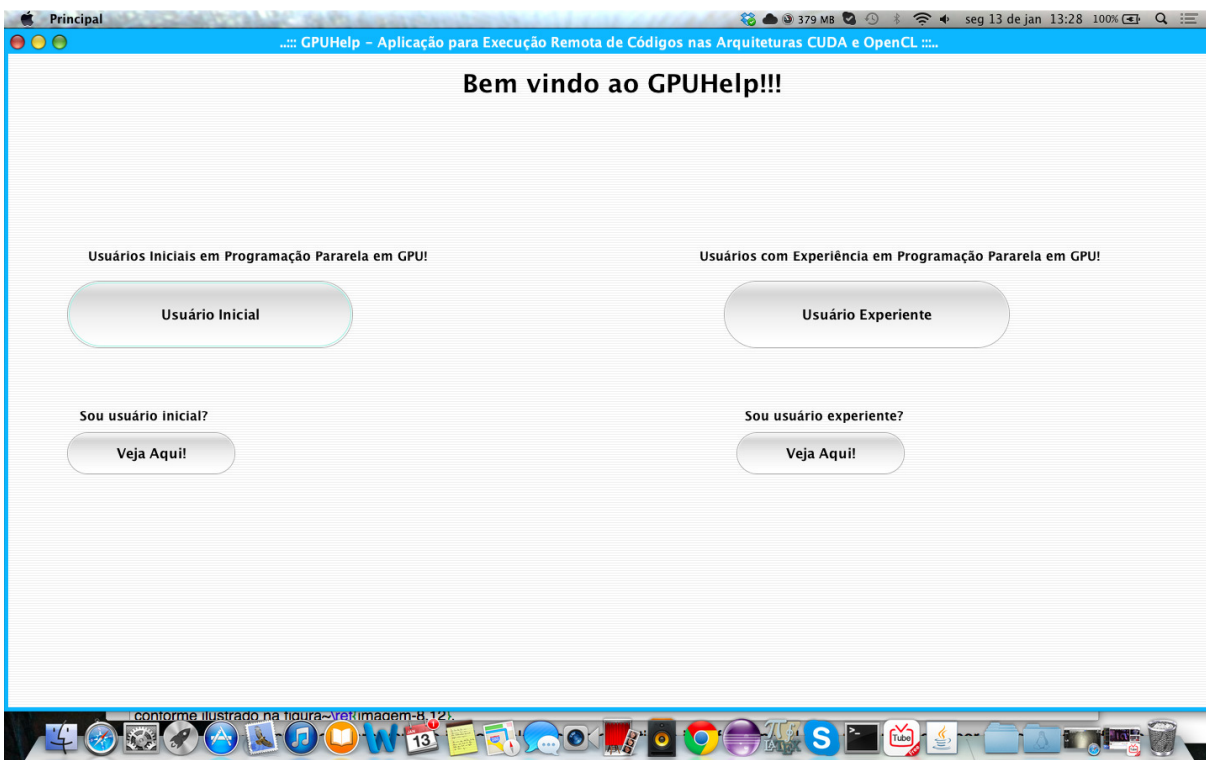 Principal 379 MB seg 13 de jan 13:28 100%
..::: GPUHelp – Aplicação para Execução Remota de Códigos nas Arquiteturas CUDA e OpenCL :::..
Bem vindo ao GPUHelp!!!
Usuários Iniciais em Programação Pararela em GPU!
Usuários com Experiência em Programação Pararela em GPU!
Usuário Inicial
Usuário Experiente
Sou usuário inicial?
Sou usuário experiente?
Veja Aqui!
Veja Aqui!
conforme ilustrado na figura~\ref{imagem-8.12}.
JAN
13
Tube